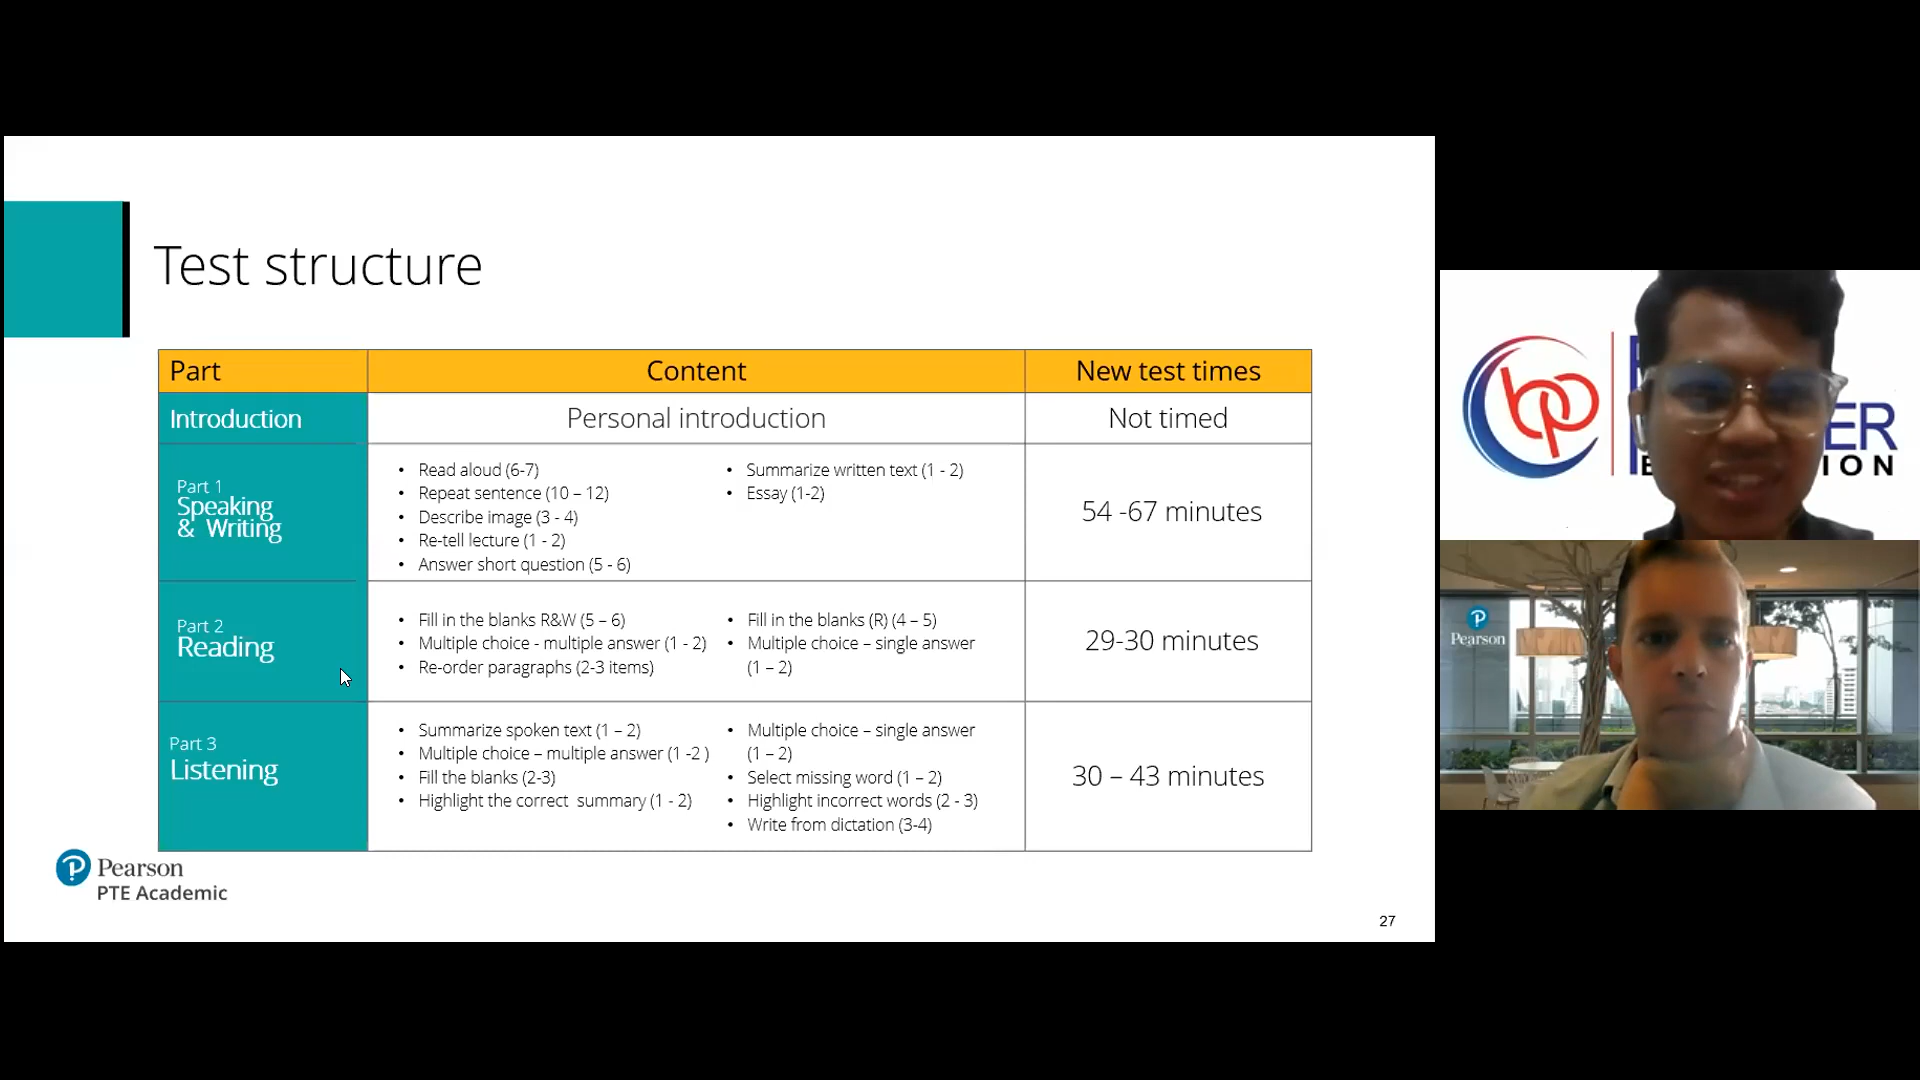 Test structure
Part
Content
New test times
Introduction
Personal introduction
Not timed
Part 1
Speaking
& Writing
• Read aloud (6-7)
• Repeat sentence (10 – 12)
• Describe image (3 - 4)
• Re-tell lecture (1 - 2)
• Answer short question (5 - 6)
• Summarize written text (1 - 2)
• Essay (1-2)
54 -67 minutes
Part 2
Reading
• Fill in the blanks R&W (5 – 6)
• Multiple choice - multiple answer (1 - 2)
• Re-order paragraphs (2-3 items)
• Fill in the blanks (R) (4 – 5)
• Multiple choice – single answer
(1 – 2)
29-30 minutes
Part 3
Listening
• Summarize spoken text (1 – 2)
• Multiple choice – multiple answer (1 -2 )
• Fill the blanks (2-3)
• Highlight the correct  summary (1 - 2)
• Multiple choice – single answer
(1 – 2)
• Select missing word (1 – 2)
• Highlight incorrect words (2 - 3)
• Write from dictation (3-4)
30 – 43 minutes
Pearson
PTE Academic
27
bp
Pearson